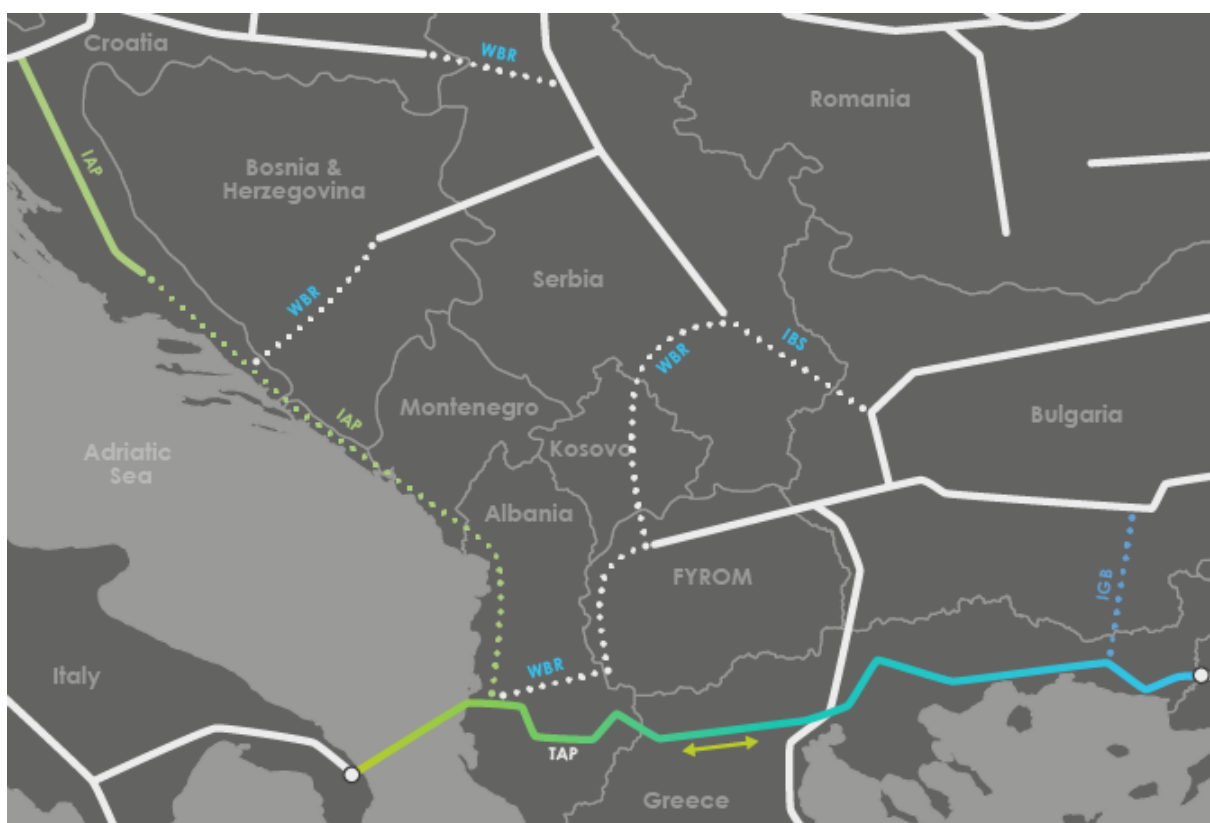 Croatia
WBR
Romania
IAP
Bosnia &
Herzegovina
Serbia
WBR
WBR
IBS
IAP
Montenegro
Bulgaria
Adriatic
Sea
Kosovo
Albania
FYROM
IGB
Italy
WBR
TAP
Greece